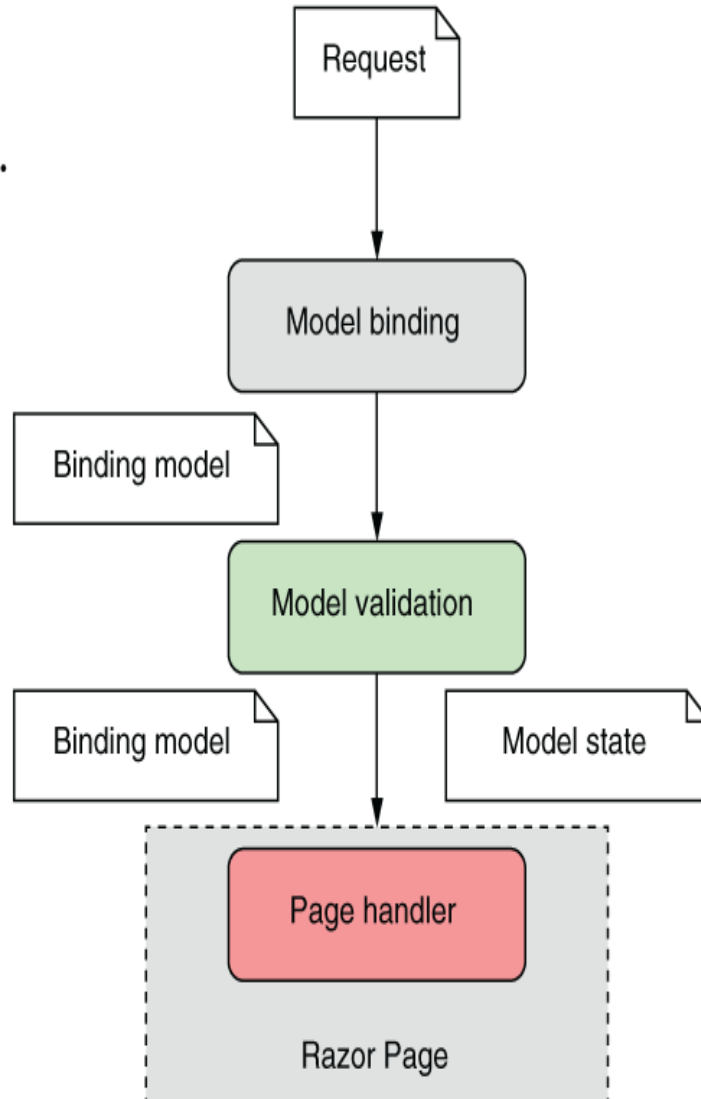 Request
.
Model binding
Binding model
Model validation
Binding model
Model state
Page handler
Razor Page